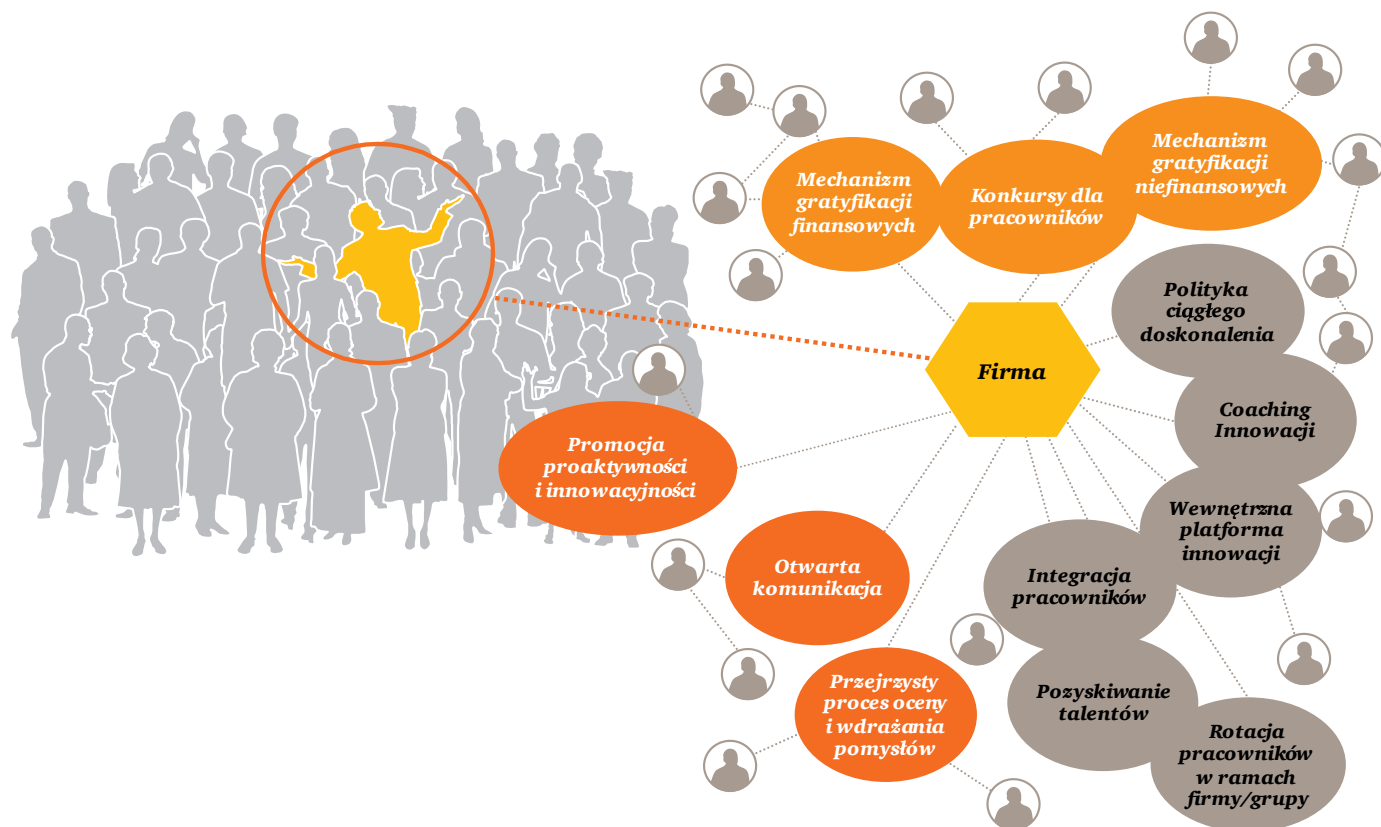 Mechanizm
gratyfikacji
finansowych
Konkursy dla
pracowników
Mechanizm
gratyfikacji
niefinansowych
Polityka
ciągłego
doskonalenia
Firma
Coaching
Innowacji
Promocja
proaktywności
i innowacyjności
Wewnętrzna
platforma
innowacji
Otwarta
komunikacja
Integracja
pracowników
Przejrzysty
proces oceny
i wdrażania
pomysłów
Pozyskiwanie
talentów
Rotacja
pracowników
w ramach
firmy/grupy